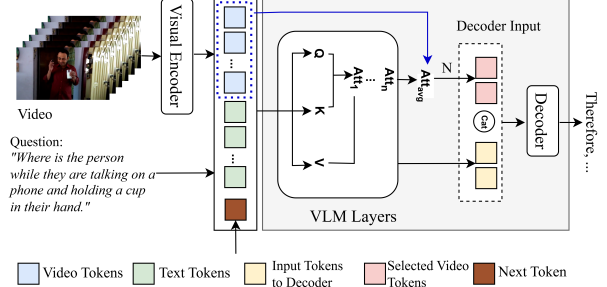 Video
Visual Encoder
Question:
"Where is the person
while they are talking on a
phone and holding a cup
in their hand."
...
...
Q
K
V
Att1
...
Attn
Attavg
N
VLM Layers
Decoder Input
Cat
Decoder
Therefore, ...
Video Tokens
Text Tokens
Input Tokens
to Decoder
Selected Video
Tokens
Next Token